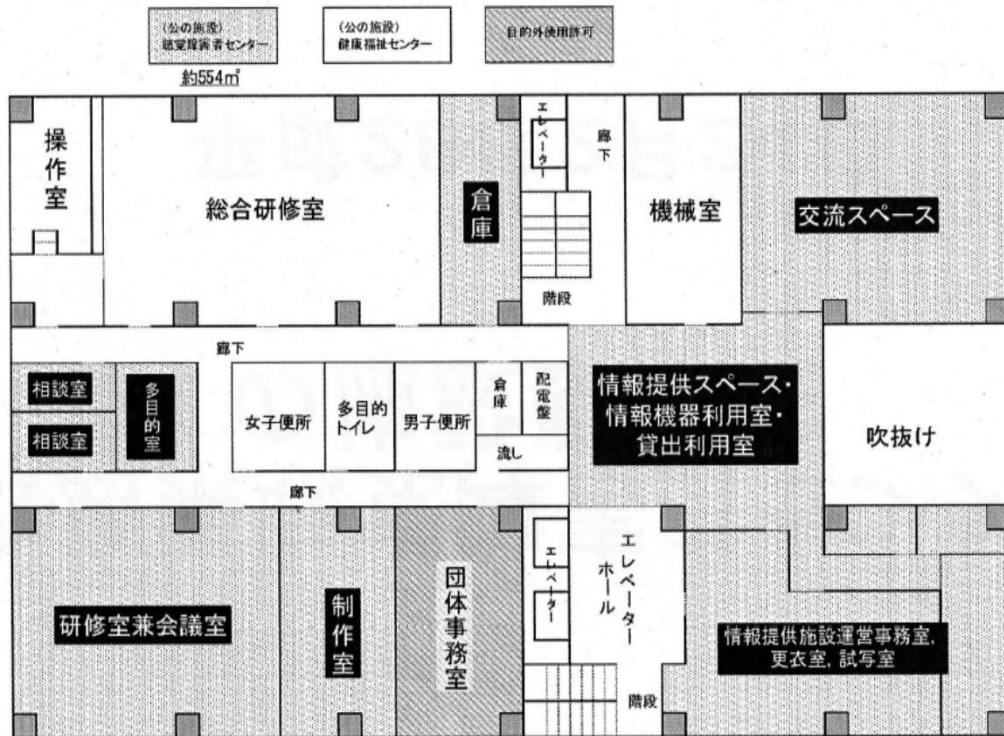 (公の施設)
聴覚障害者センター
約554㎡
(公の施設)
健康福祉センター
目的外使用許可
操作室
総合研修室
倉庫
エレベーター
廊下
階段
機械室
交流スペース
廊下
相談室
相談室
多目的室
女子便所
多目的
トイレ
男子便所
倉庫
配電盤
流し
情報提供スペース・
情報機器利用室・
貸出利用室
吹抜け
廊下
研修室兼会議室
制作室
団体事務室
エレベーター
エレベーター
ホール
階段
情報提供施設運営事務室,
更衣室, 試写室